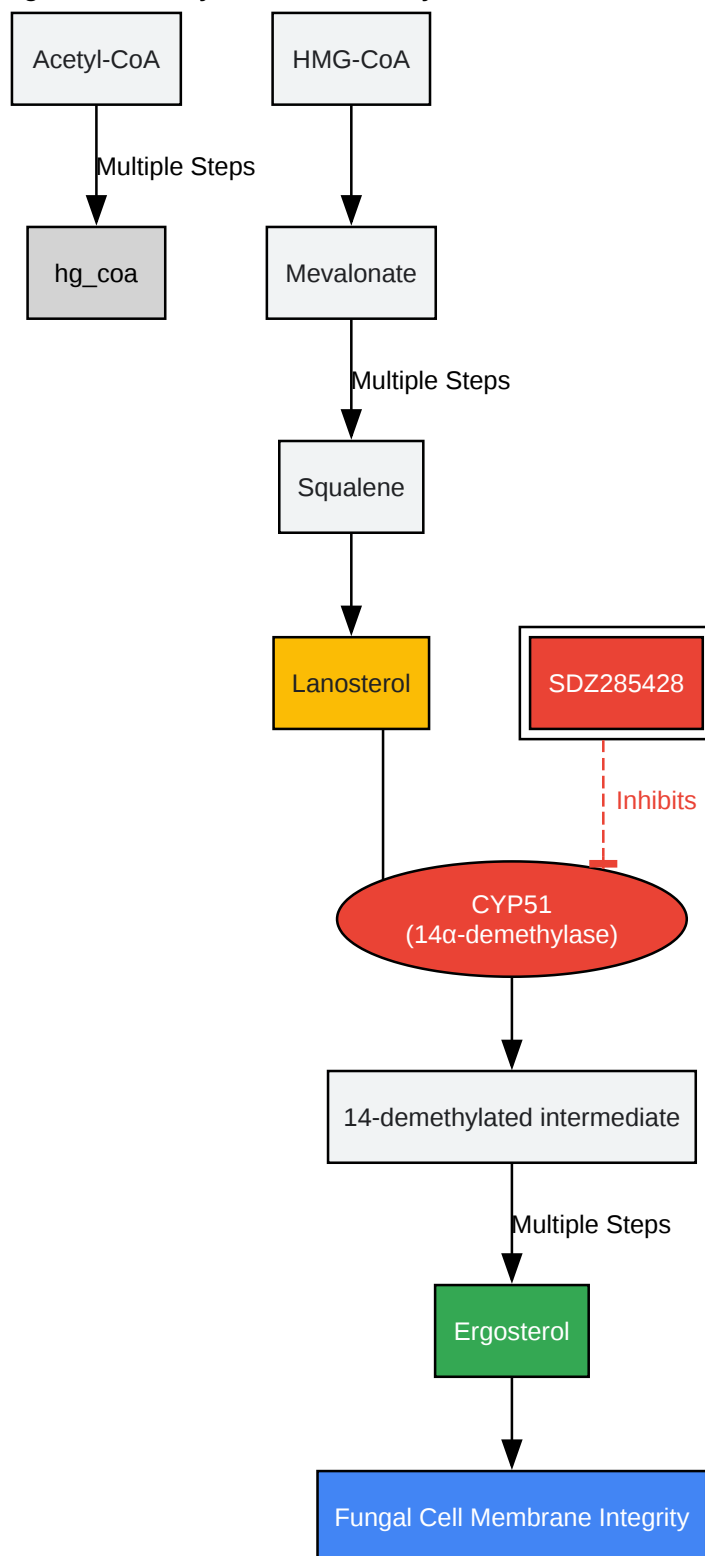 Acetyl-CoA
HMG-CoA
Multiple Steps
hg_coa
Mevalonate
Multiple Steps
Squalene
Lanosterol
SDZ285428
Inhibits
CYP51
(14α-demethylase)
14-demethylated intermediate
Multiple Steps
Ergosterol
Fungal Cell Membrane Integrity